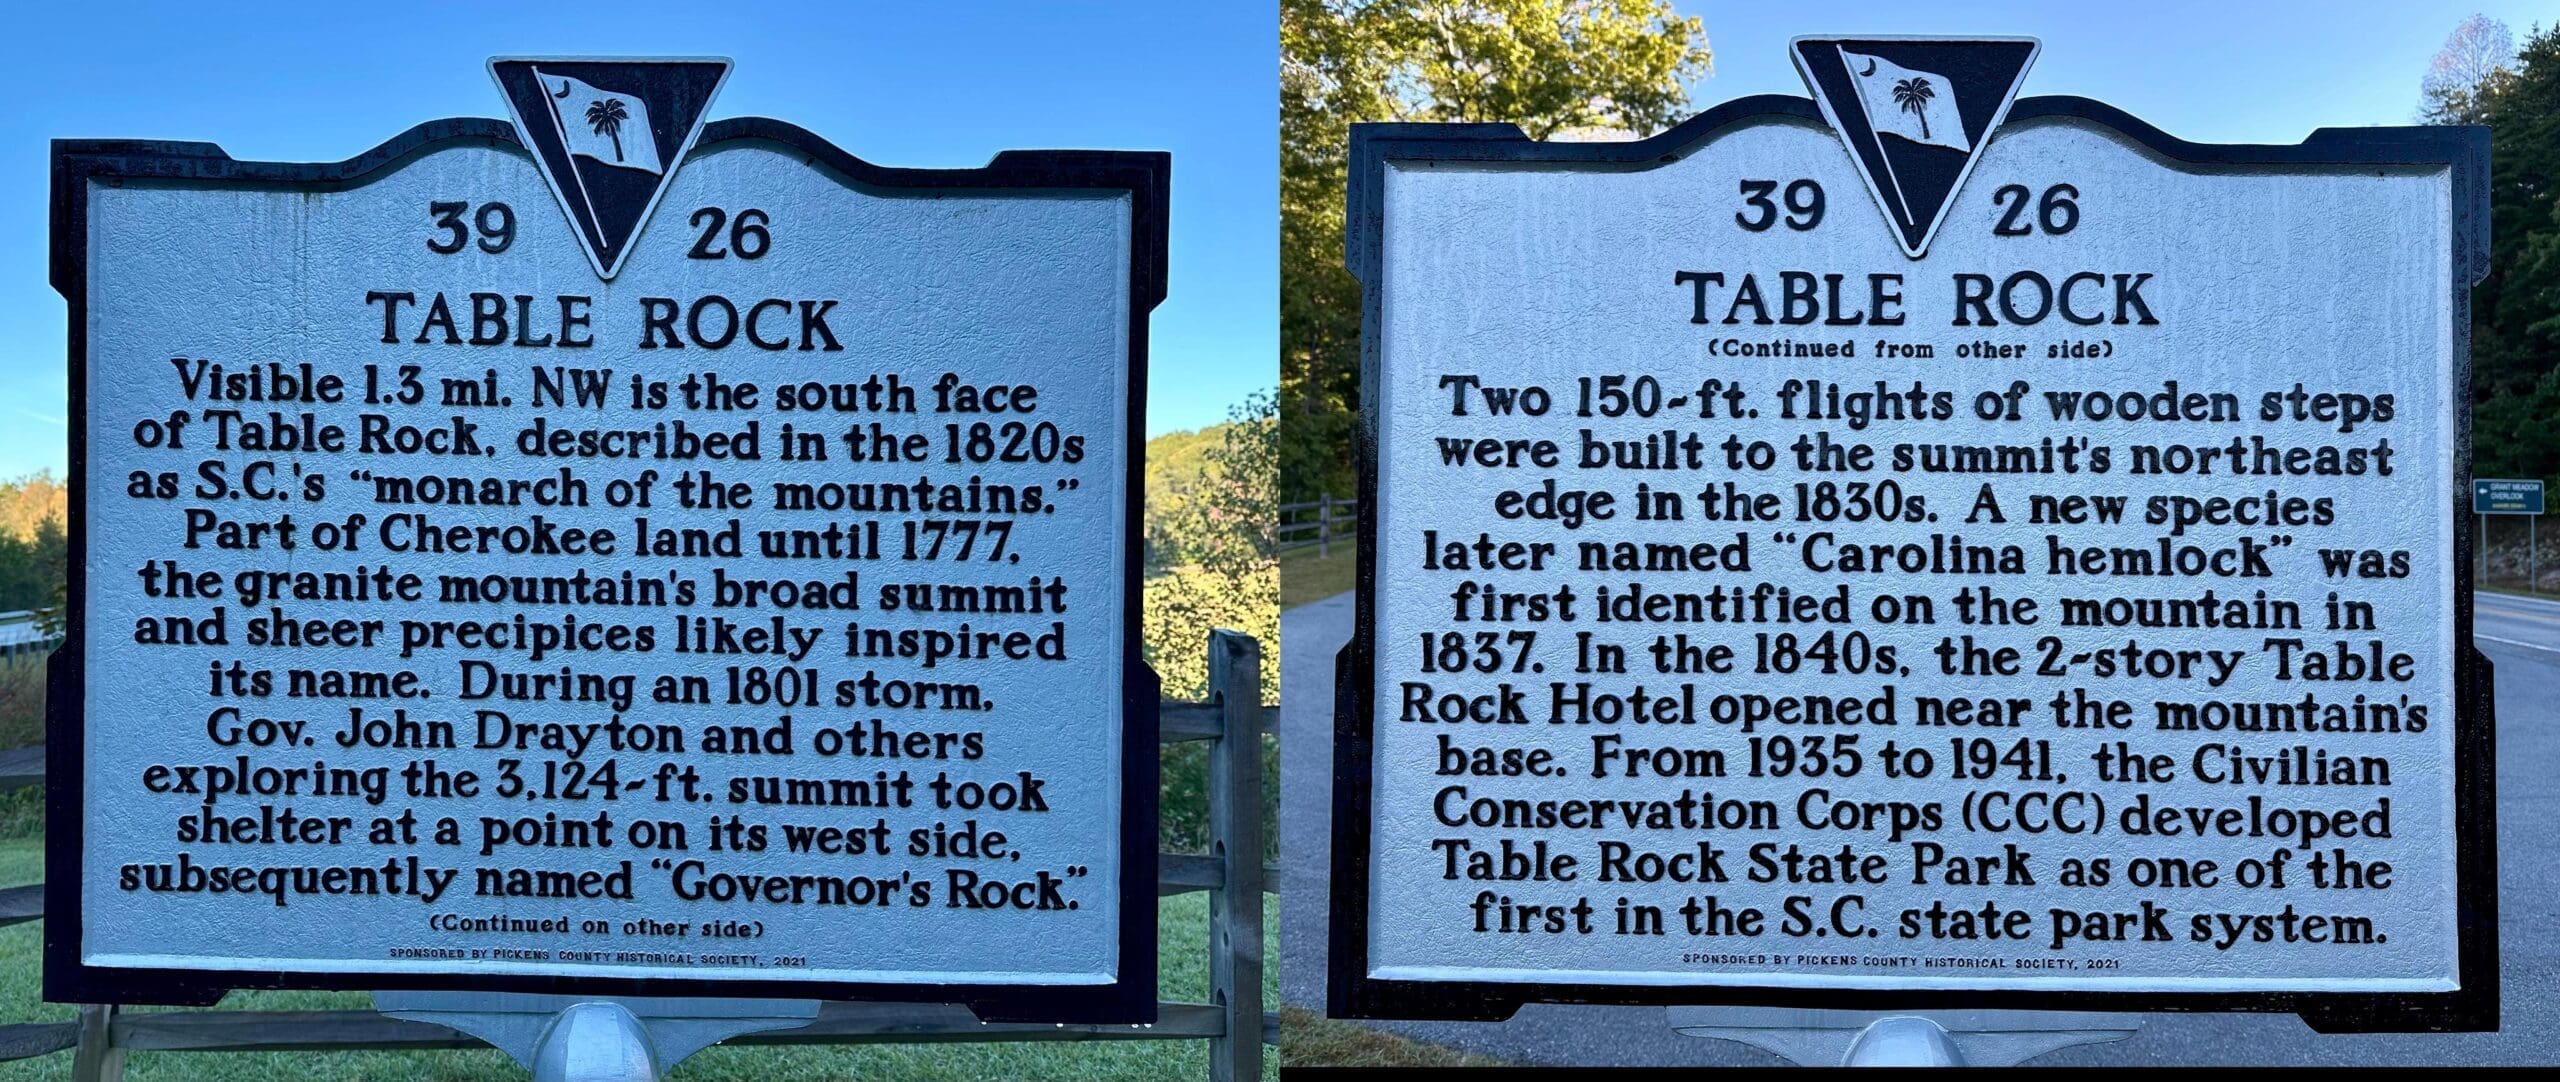 39 26
TABLE ROCK
Visible 1.3 mi. NW is the south face
of Table Rock, described in the 1820s
as S.C.'s “monarch of the mountains.”
Part of Cherokee land until 1777,
the granite mountain's broad summit
and sheer precipices likely inspired
its name. During an 1801 storm,
Gov. John Drayton and others
exploring the 3,124-ft. summit took
shelter at a point on its west side,
subsequently named “Governor's Rock.”
(Continued on other side)
SPONSORED BY PICKENS COUNTY HISTORICAL SOCIETY, 2021
39 26
TABLE ROCK
(Continued from other side)
Two 150-ft. flights of wooden steps
were built to the summit's northeast
edge in the 1830s. A new species
later named “Carolina hemlock” was
first identified on the mountain in
1837. In the 1840s, the 2-story Table
Rock Hotel opened near the mountain's
base. From 1935 to 1941, the Civilian
Conservation Corps (CCC) developed
Table Rock State Park as one of the
first in the S.C. state park system.
SPONSORED BY PICKENS COUNTY HISTORICAL SOCIETY, 2021
GRANT MEADOW
OVERLOOK